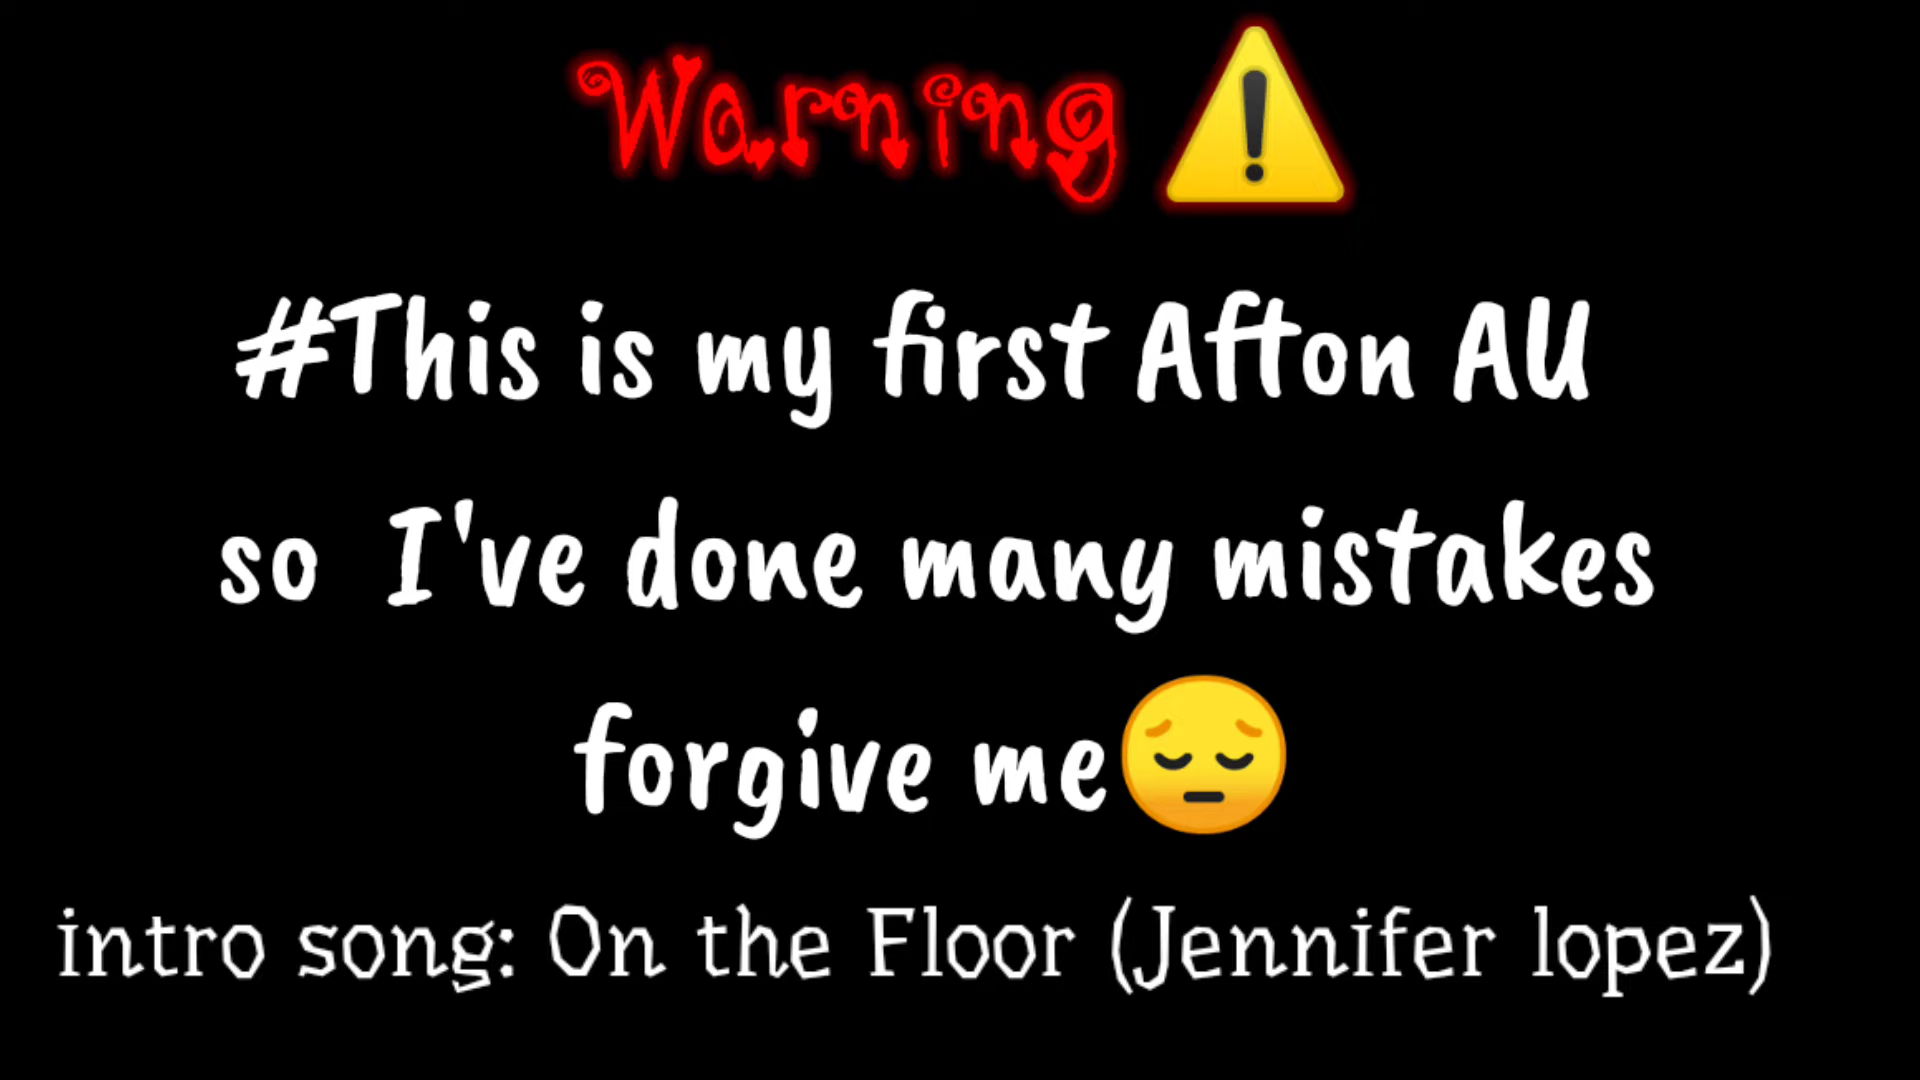 Warning ⚠️
#This is my first Afton AU
so I've done many mistakes
forgive me😔
intro song: On the Floor (Jennifer lopez)